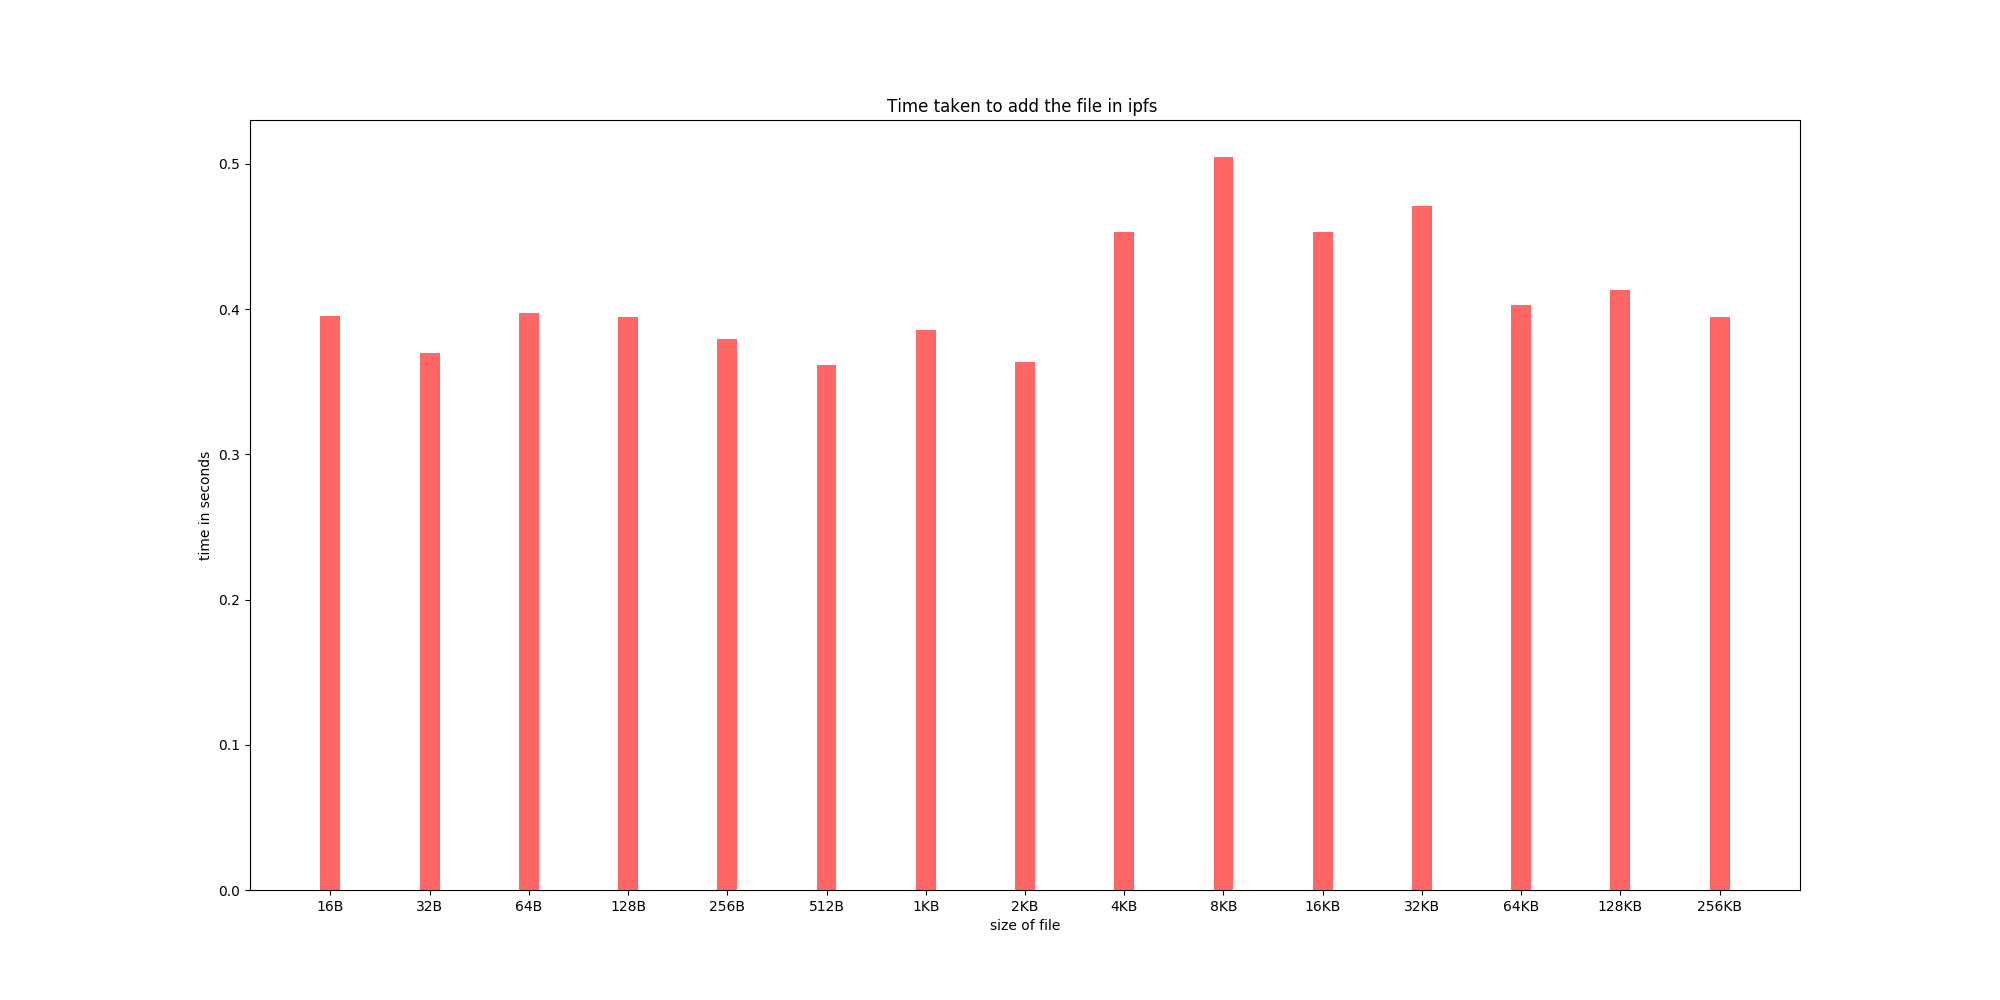 Time taken to add the file in ipfs
0.5
0.4
0.3
0.2
0.1
0.0
time in seconds
16B 32B 64B 128B 256B 512B 1KB 2KB 4KB 8KB 16KB 32KB 64KB 128KB 256KB
size of file